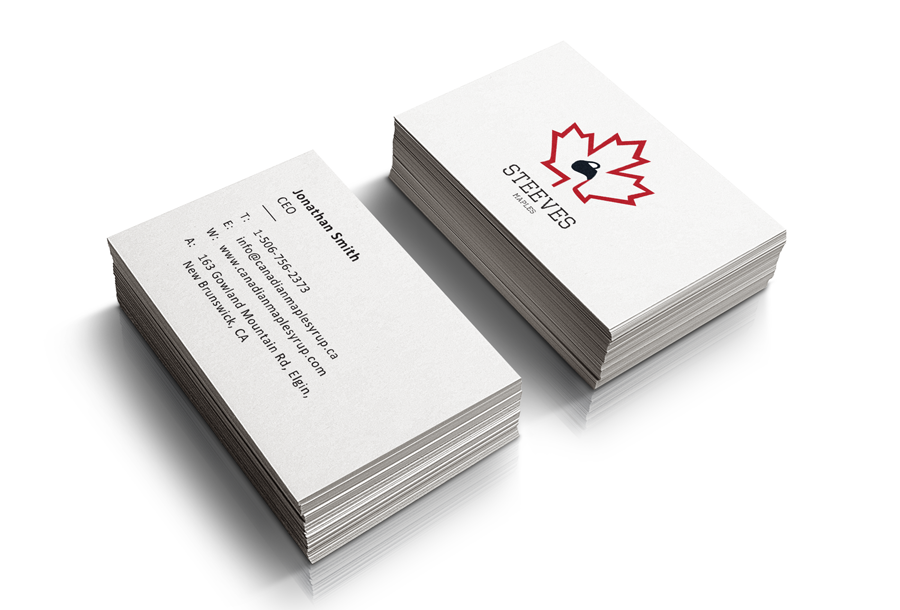 Jonathan Smith
CEO
T: 1-506-756-2373
E: info@canadianmaplesyrup.ca
W: www.canadianmaplesyrup.com
A: 163 Gowland Mountain Rd, Elgin,
New Brunswick, CA
STEEVES
MAPLES